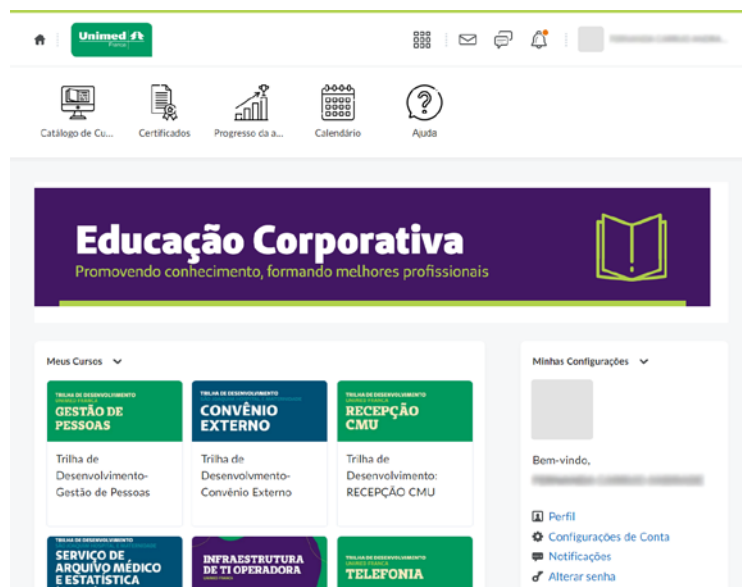 Unimed
Franca
Catálogo de Cu...
Certificados
Progresso da a...
Calendário
Ajuda
Educação Corporativa
Promovendo conhecimento, formando melhores profissionais
Meus Cursos
TRILHA DE DESENVOLVIMENTO
UNIMED FRANCA
GESTÃO DE
PESSOAS
Trilha de
Desenvolvimento-
Gestão de Pessoas
TRILHA DE DESENVOLVIMENTO
CONVÊNIO
EXTERNO
Trilha de
Desenvolvmento-
Convênio Externo
TRILHA DE DESENVOLVIMENTO
UNIMED FRANCA
RECEPÇÃO
CMU
Trilha de
Desenvolvimento:
RECEPÇÃO CMU
TRILHA DE DESENVOLVIMENTO
SERVIÇO DE
ARQUIVO MÉDICO
E ESTATÍSTICA
INFRAESTRUTURA
DE TI OPERADORA
UNIMED FRANCA
TRILHA DE DESENVOLVIMENTO
UNIMED FRANCA
TELEFONIA
Minhas Configurações
Bem-vindo,
Perfil
Configurações de Conta
Notificações
Alterar senha